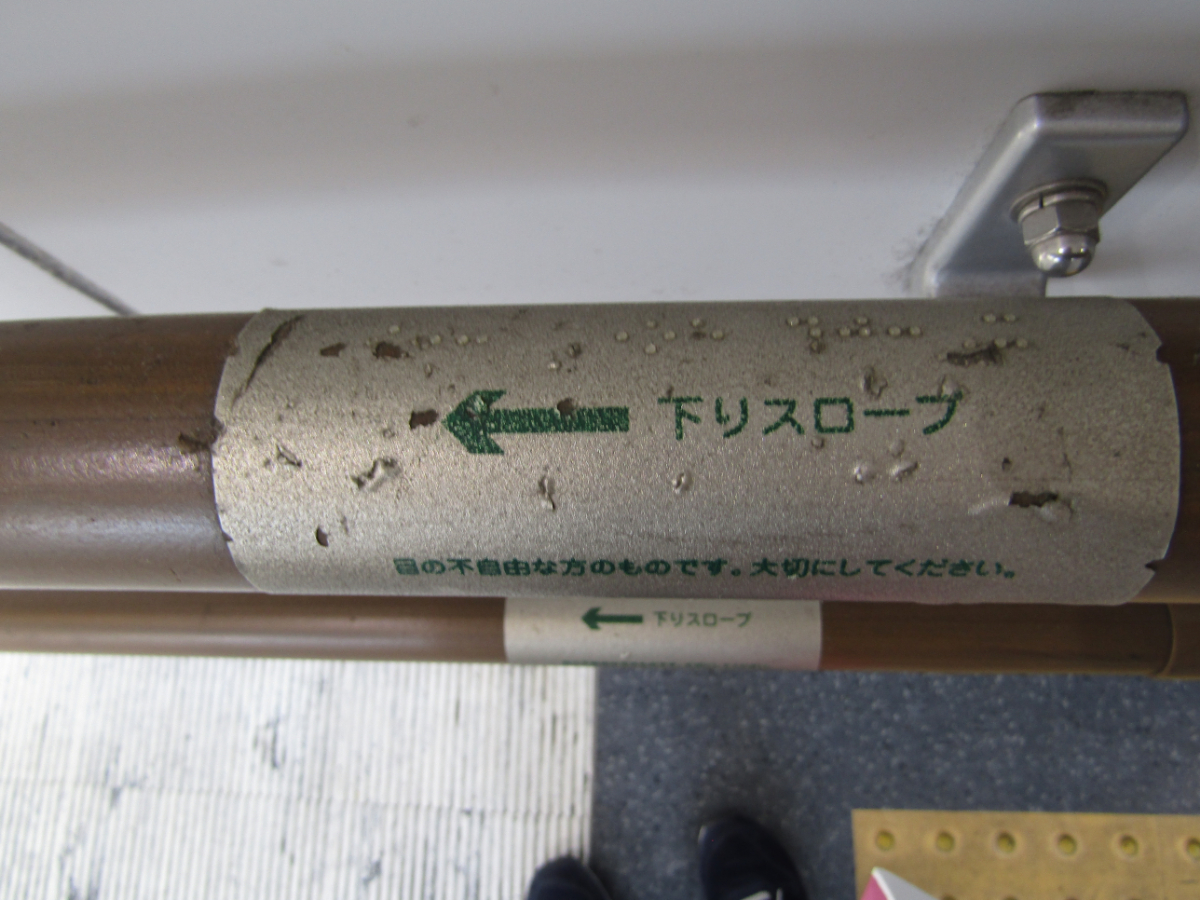 下りスロープ
目の不自由な方のものです。大切にしてください。
下りスロープ